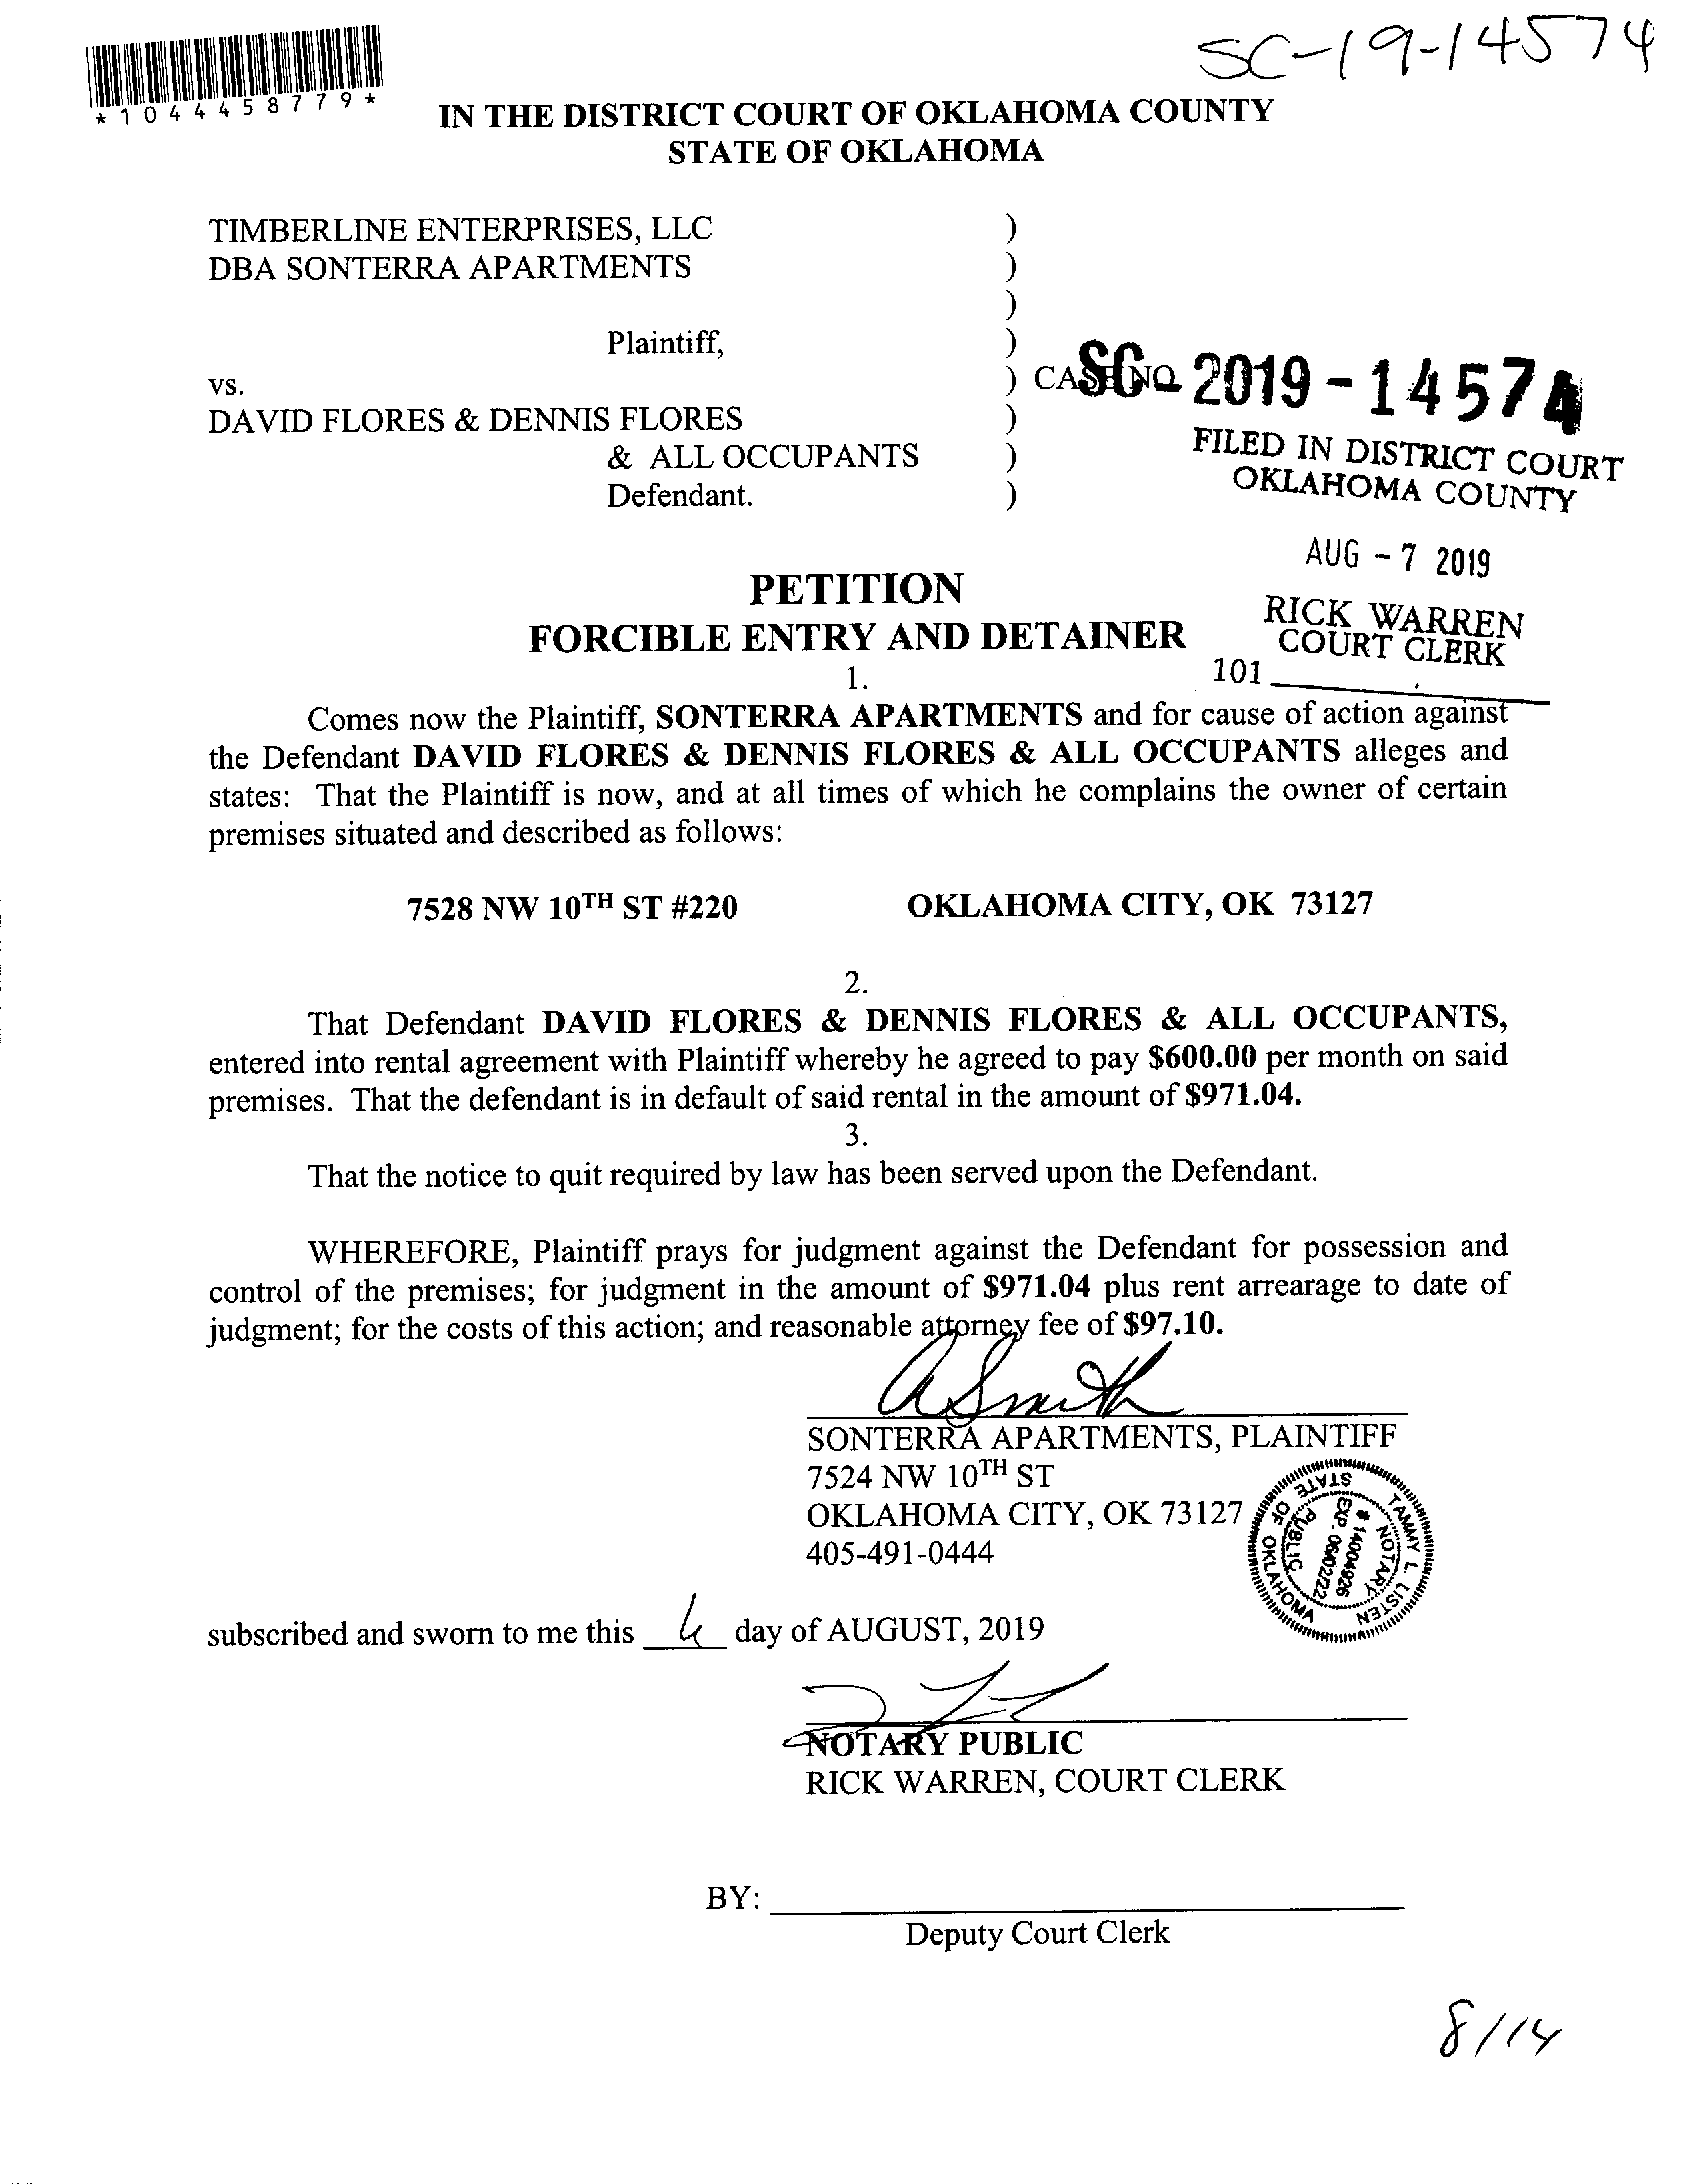 SC-19-14574
*1044458779*
IN THE DISTRICT COURT OF OKLAHOMA COUNTY
STATE OF OKLAHOMA
TIMBERLINE ENTERPRISES, LLC )
DBA SONTERRA APARTMENTS )
)
Plaintiff, )
vs. ) CASE NO. SC-2019-14574
DAVID FLORES & DENNIS FLORES )
& ALL OCCUPANTS )
Defendant. )
FILED IN DISTRICT COURT
OKLAHOMA COUNTY
AUG - 7 2019
RICK WARREN
COURT CLERK
101
PETITION
FORCIBLE ENTRY AND DETAINER
1.
Comes now the Plaintiff, SONTERRA APARTMENTS and for cause of action against
the Defendant DAVID FLORES & DENNIS FLORES & ALL OCCUPANTS alleges and
states: That the Plaintiff is now, and at all times of which he complains the owner of certain
premises situated and described as follows:
7528 NW 10TH ST #220 OKLAHOMA CITY, OK 73127
2.
That Defendant DAVID FLORES & DENNIS FLORES & ALL OCCUPANTS,
entered into rental agreement with Plaintiff whereby he agreed to pay $600.00 per month on said
premises. That the defendant is in default of said rental in the amount of $971.04.
3.
That the notice to quit required by law has been served upon the Defendant.
WHEREFORE, Plaintiff prays for judgment against the Defendant for possession and
control of the premises; for judgment in the amount of $971.04 plus rent arrearage to date of
judgment; for the costs of this action; and reasonable attorney fee of $97.10.
A Smith
SONTERRA APARTMENTS, PLAINTIFF
7524 NW 10TH ST
OKLAHOMA CITY, OK 73127
405-491-0444
TAMMY L. LISTEN
NOTARY
# 14004926
EXP. 06/02/22
PUBLIC
STATE OF OKLAHOMA
subscribed and sworn to me this day of AUGUST, 2019
NOTARY PUBLIC
RICK WARREN, COURT CLERK
BY:
Deputy Court Clerk
8/14